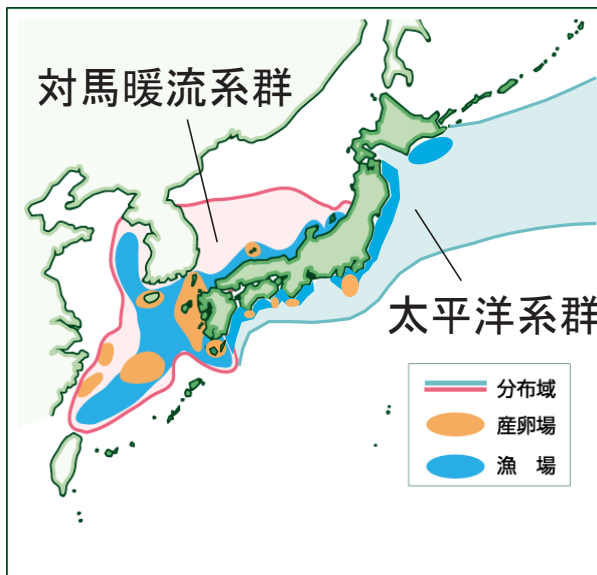 対馬暖流系群
太平洋系群
分布域
産卵場
漁　場